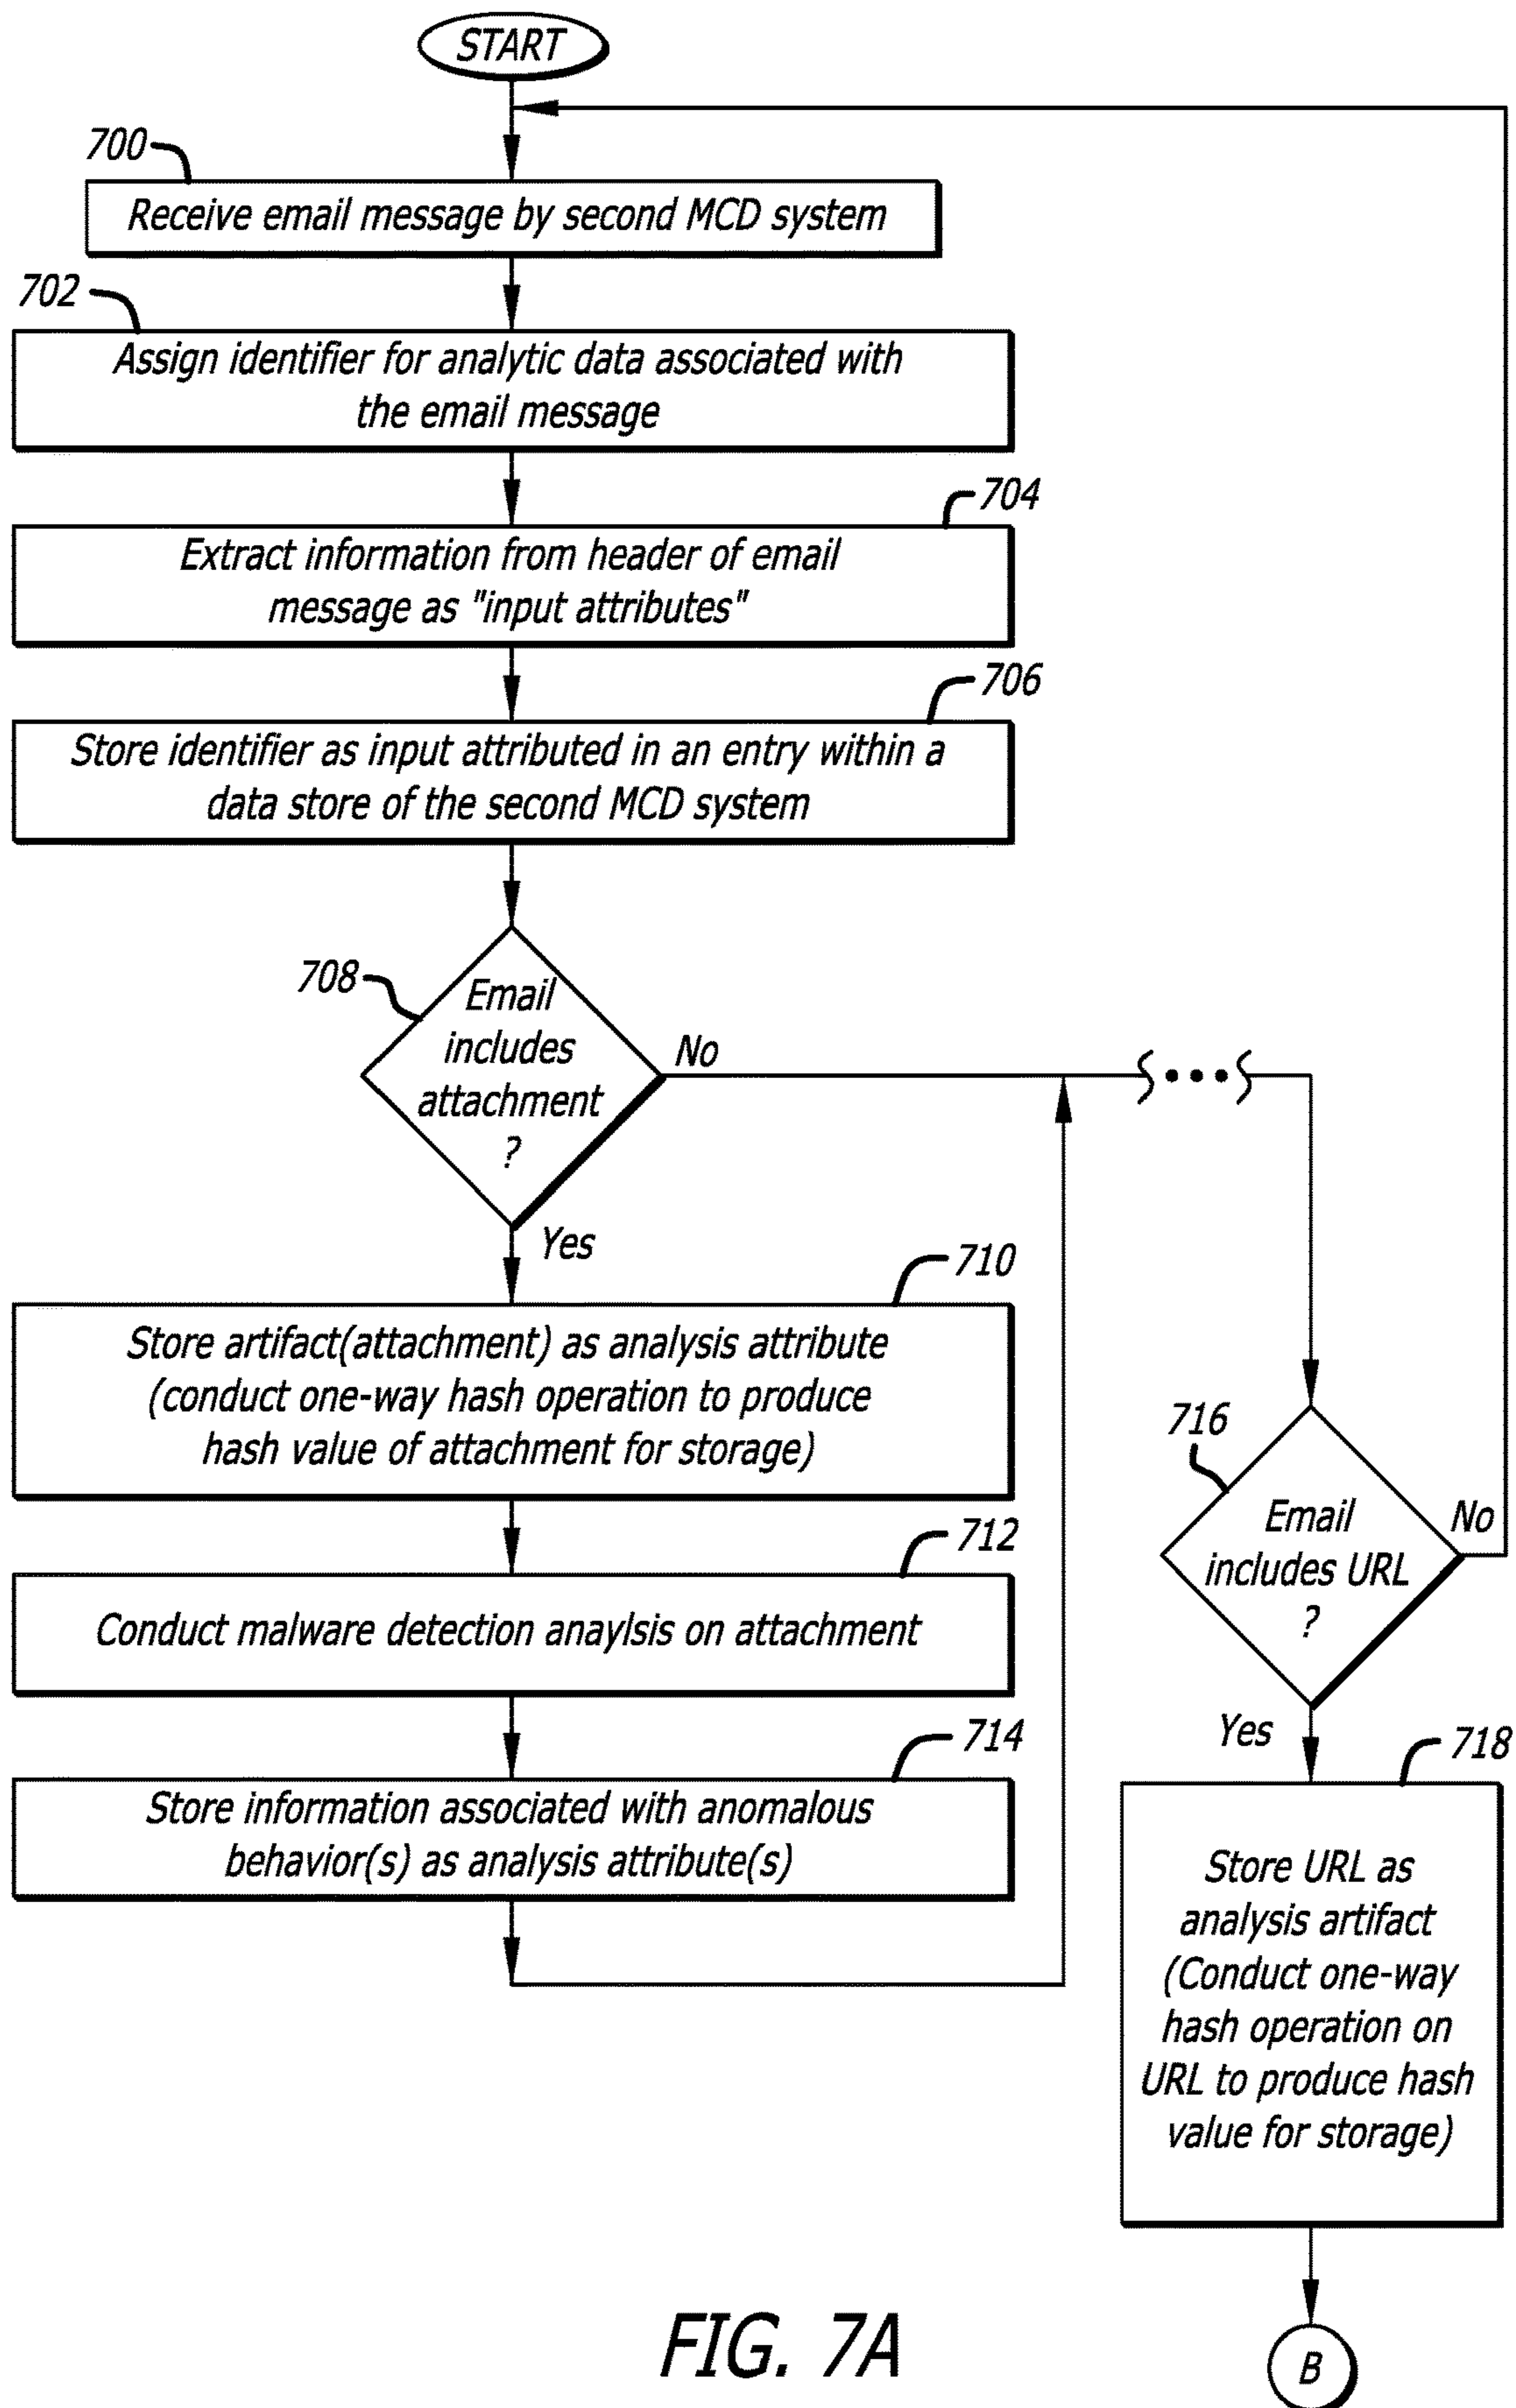 START
700
Receive email message by second MCD system
702
Assign identifier for analytic data associated with
the email message
704
Extract information from header of email
message as "input attributes"
706
Store identifier as input attributed in an entry within a
data store of the second MCD system
708
Email
includes
attachment
?
No
Yes
710
Store artifact(attachment) as analysis attribute
(conduct one-way hash operation to produce
hash value of attachment for storage)
712
Conduct malware detection anaylsis on attachment
714
Store information associated with anomalous
behavior(s) as analysis attribute(s)
716
Email
includes URL
?
No
Yes
718
Store URL as
analysis artifact
(Conduct one-way
hash operation on
URL to produce hash
value for storage)
B
FIG. 7A